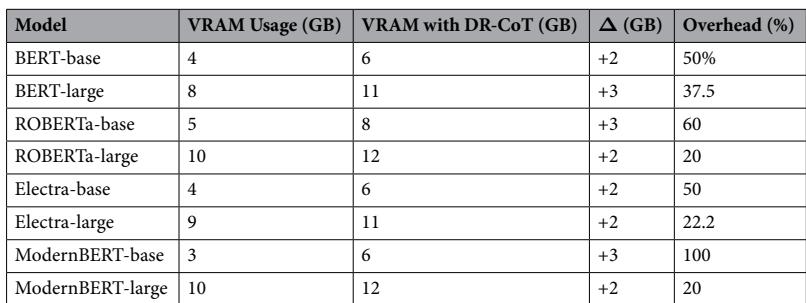 Model VRAM Usage (GB) VRAM with DR-CoT (GB) Δ (GB) Overhead (%)
BERT-base 4 6 +2 50%
BERT-large 8 11 +3 37.5
ROBERTa-base 5 8 +3 60
ROBERTa-large 10 12 +2 20
Electra-base 4 6 +2 50
Electra-large 9 11 +2 22.2
ModernBERT-base 3 6 +3 100
ModernBERT-large 10 12 +2 20